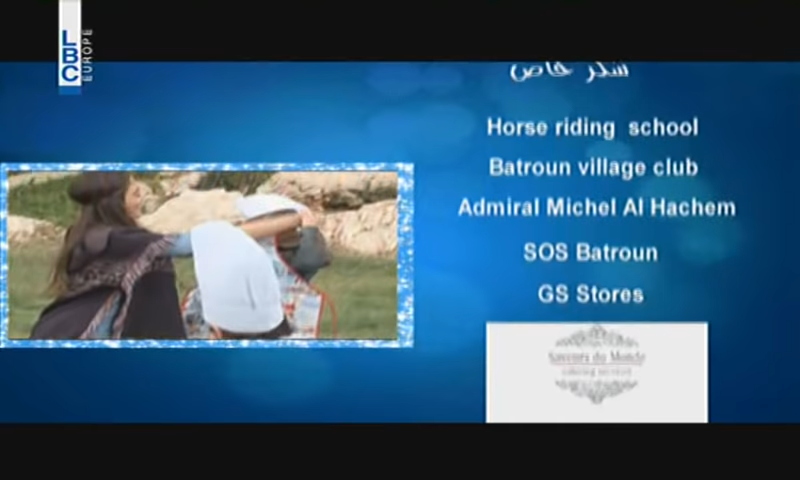 LBC
EUROPE
شكر خاص
Horse riding school
Batroun village club
Admiral Michel Al Hachem
SOS Batroun
GS Stores
Saveurs du Monde